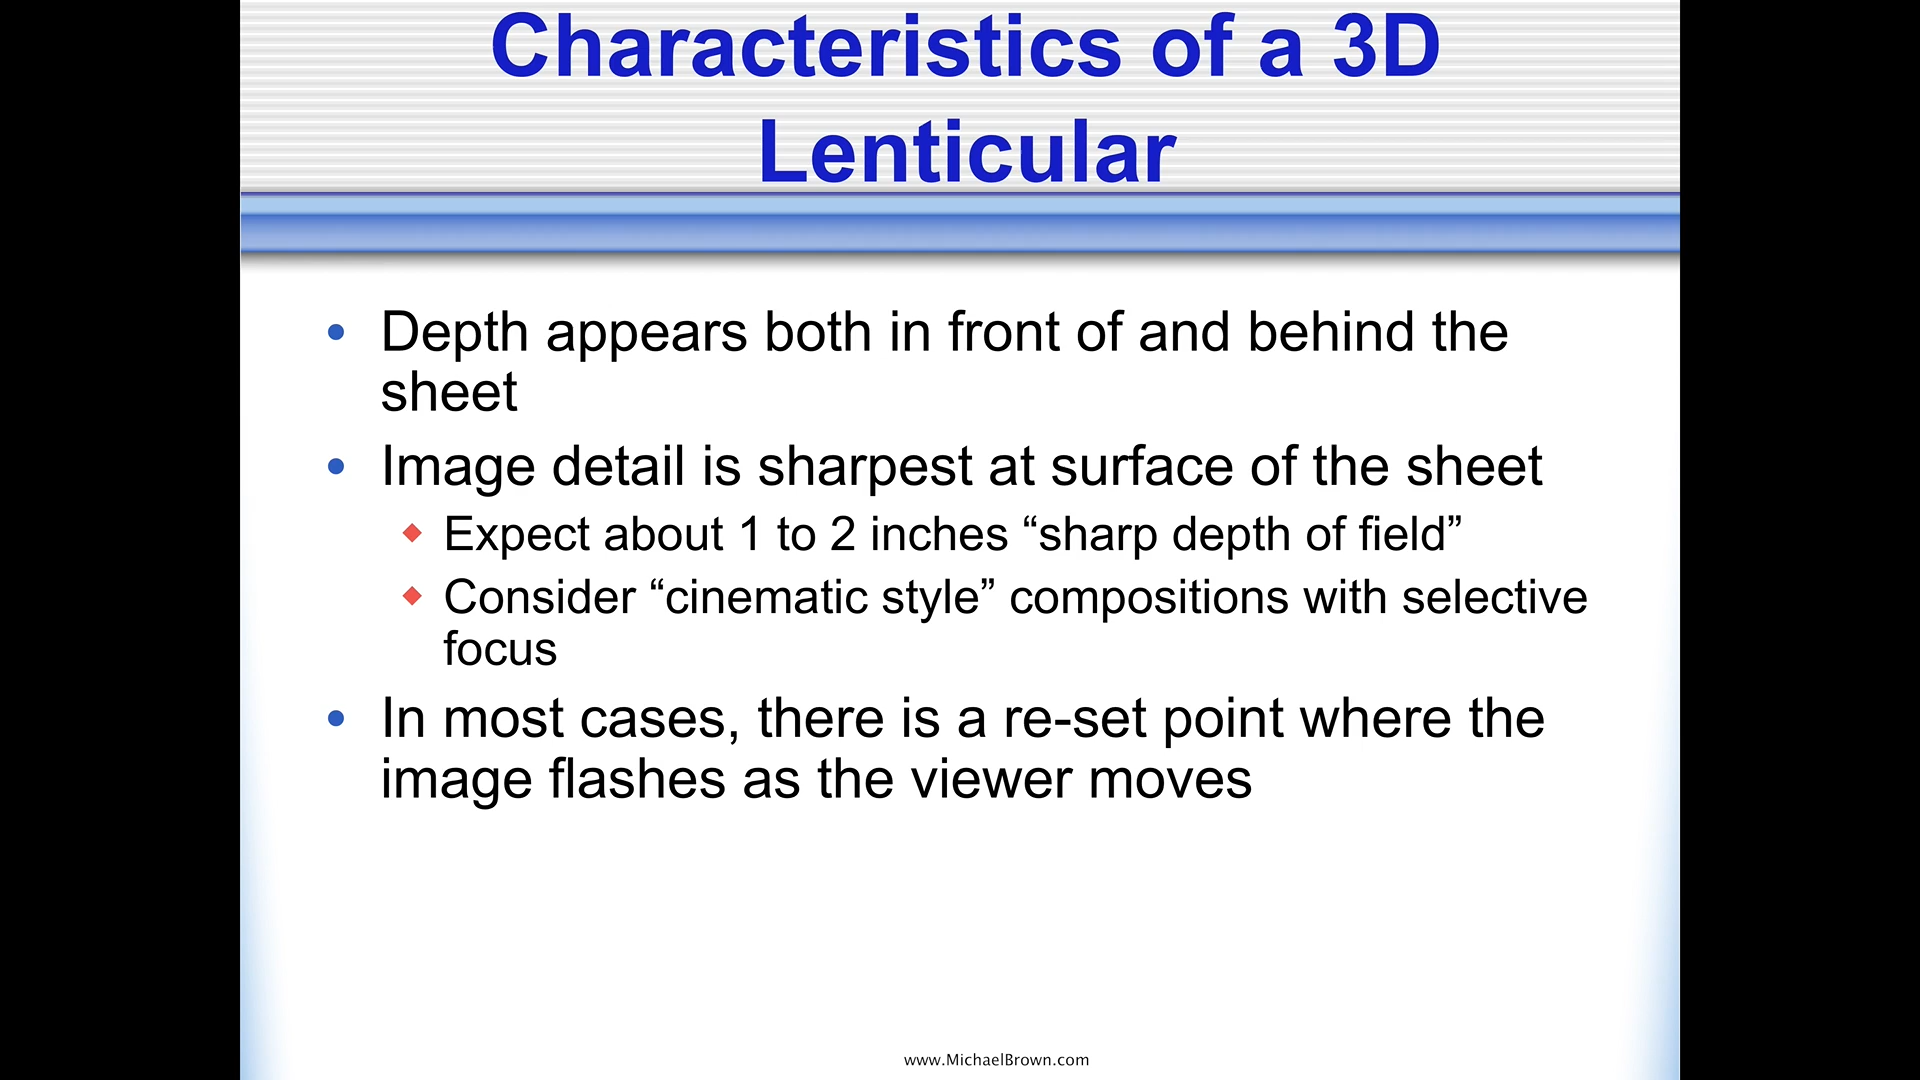 Characteristics of a 3D
Lenticular
Depth appears both in front of and behind the
sheet
Image detail is sharpest at surface of the sheet
Expect about 1 to 2 inches “sharp depth of field”
Consider “cinematic style” compositions with selective
focus
In most cases, there is a re-set point where the
image flashes as the viewer moves
www.MichaelBrown.com